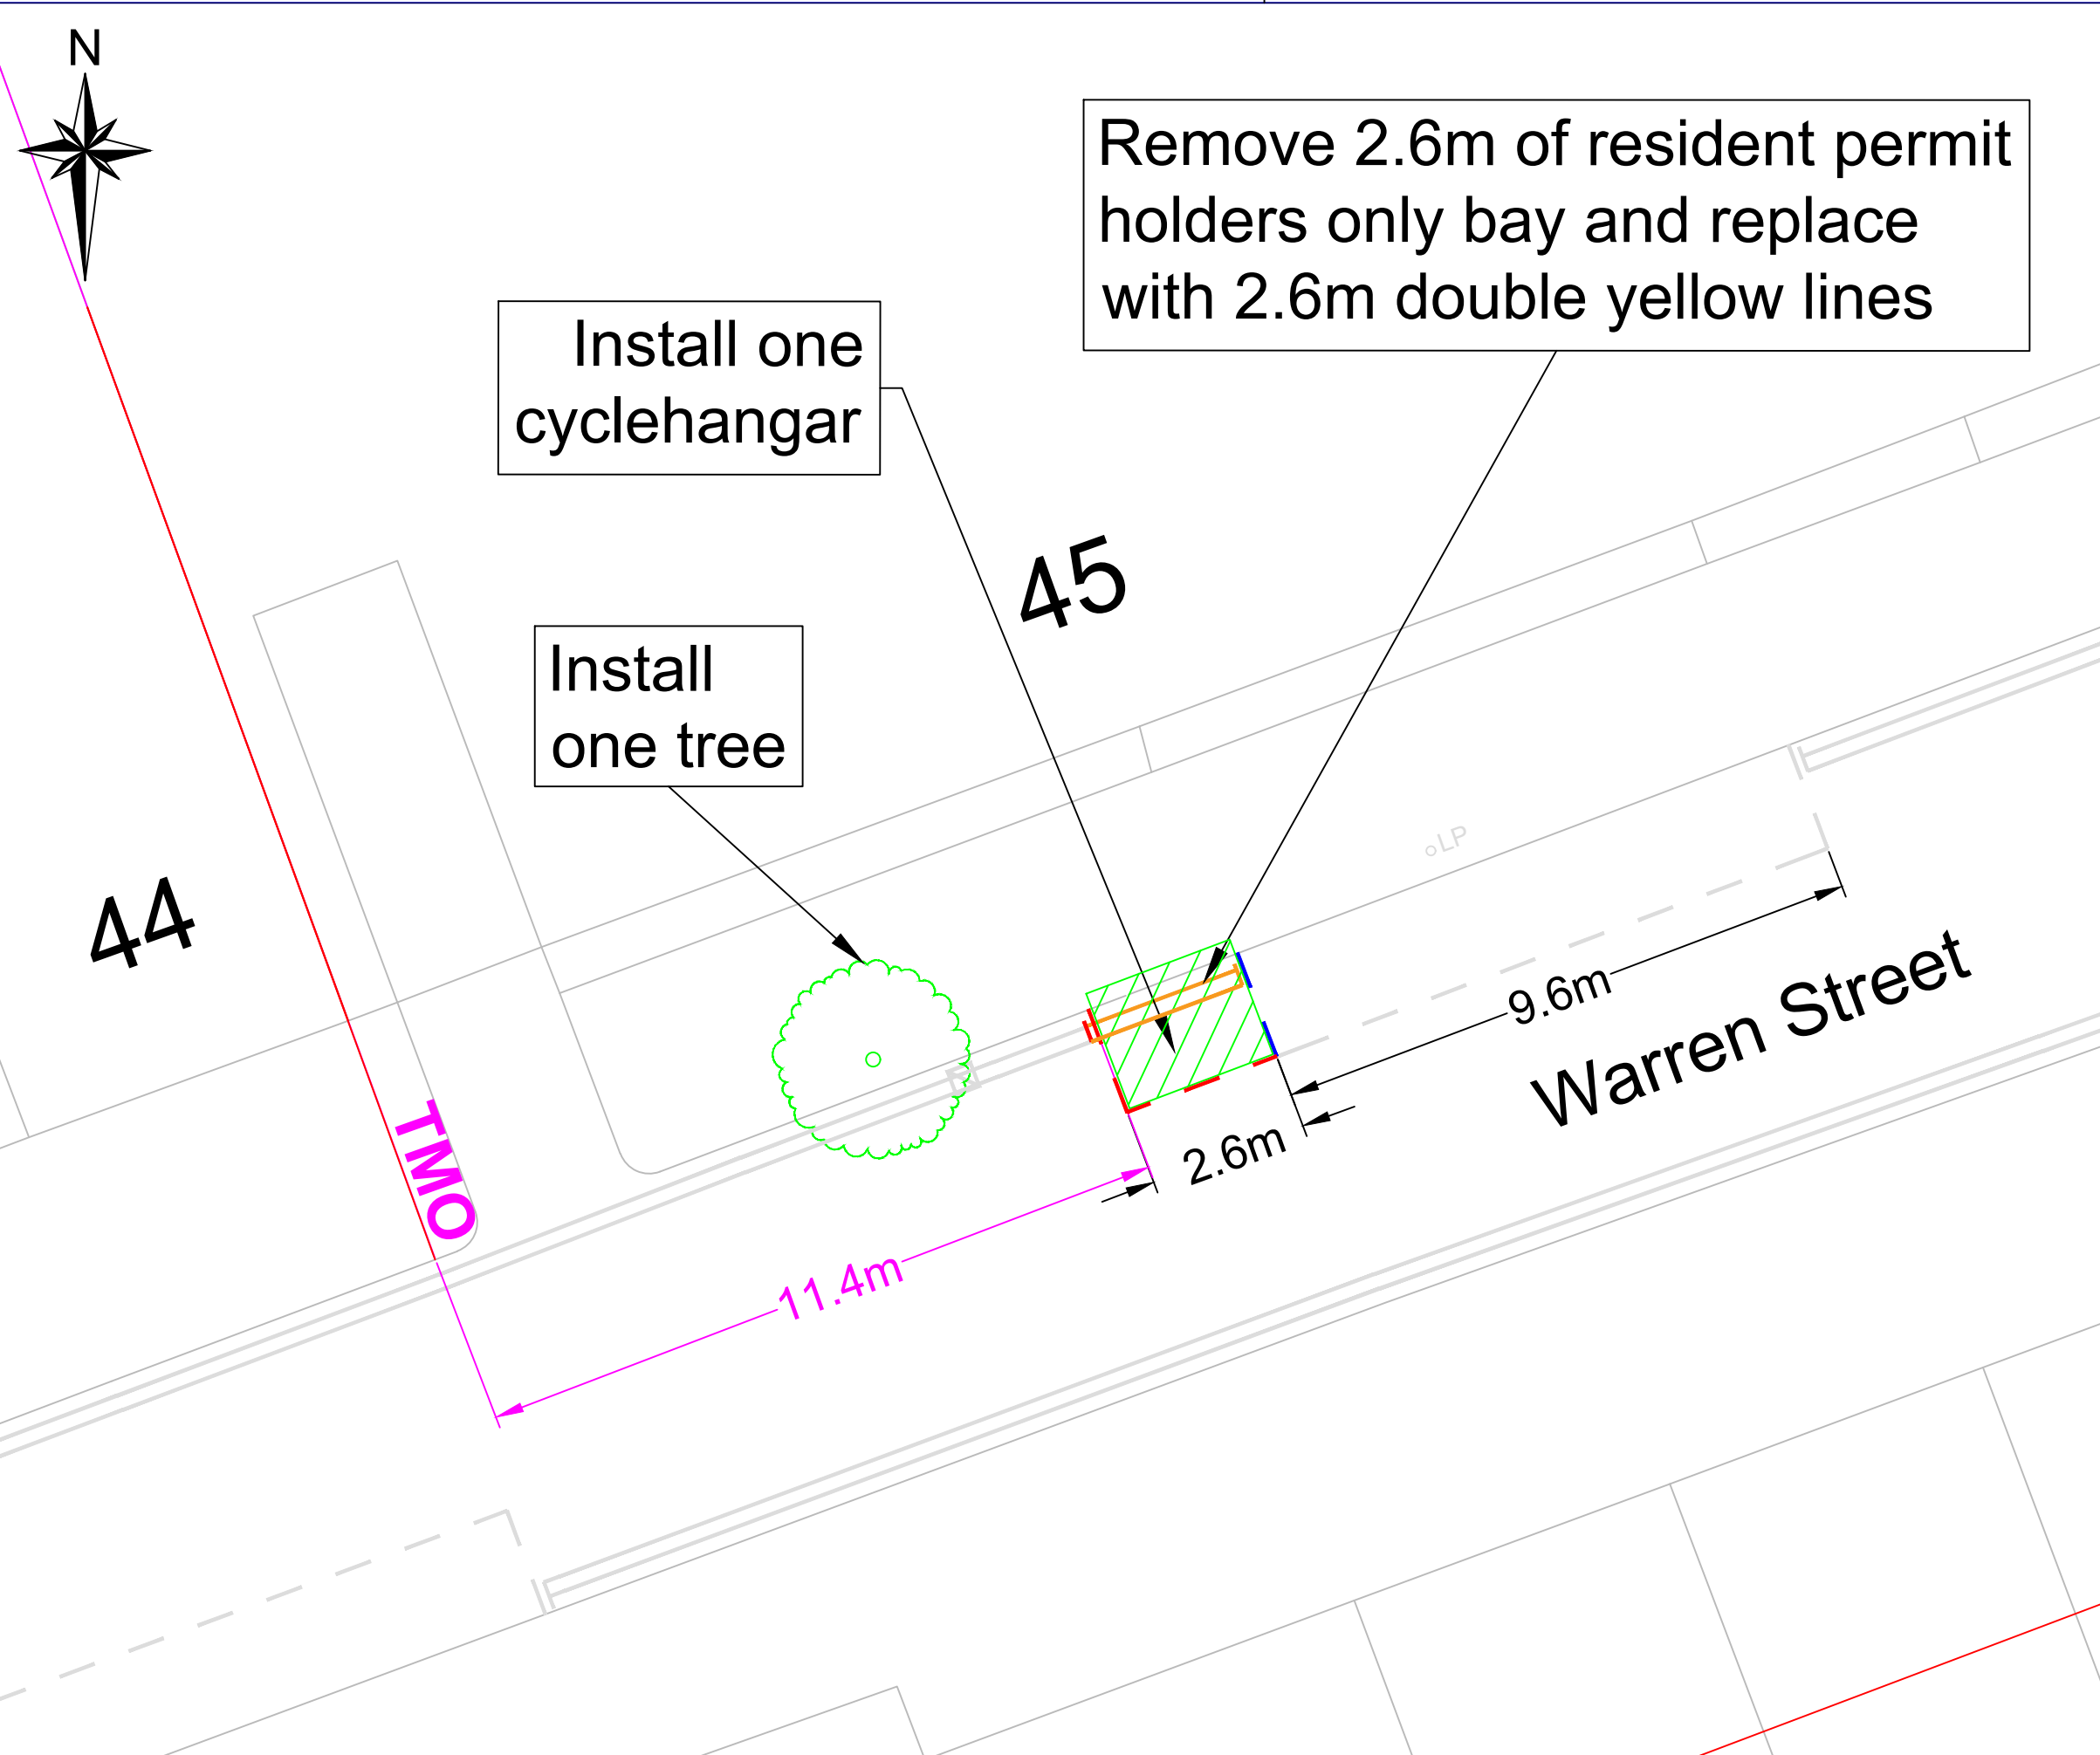 N
Remove 2.6m of resident permit
holders only bay and replace
with 2.6m double yellow lines
Install one
cyclehangar
45
Install
one tree
LP
44
9.6m
Warren Street
TMO
2.6m
11.4m